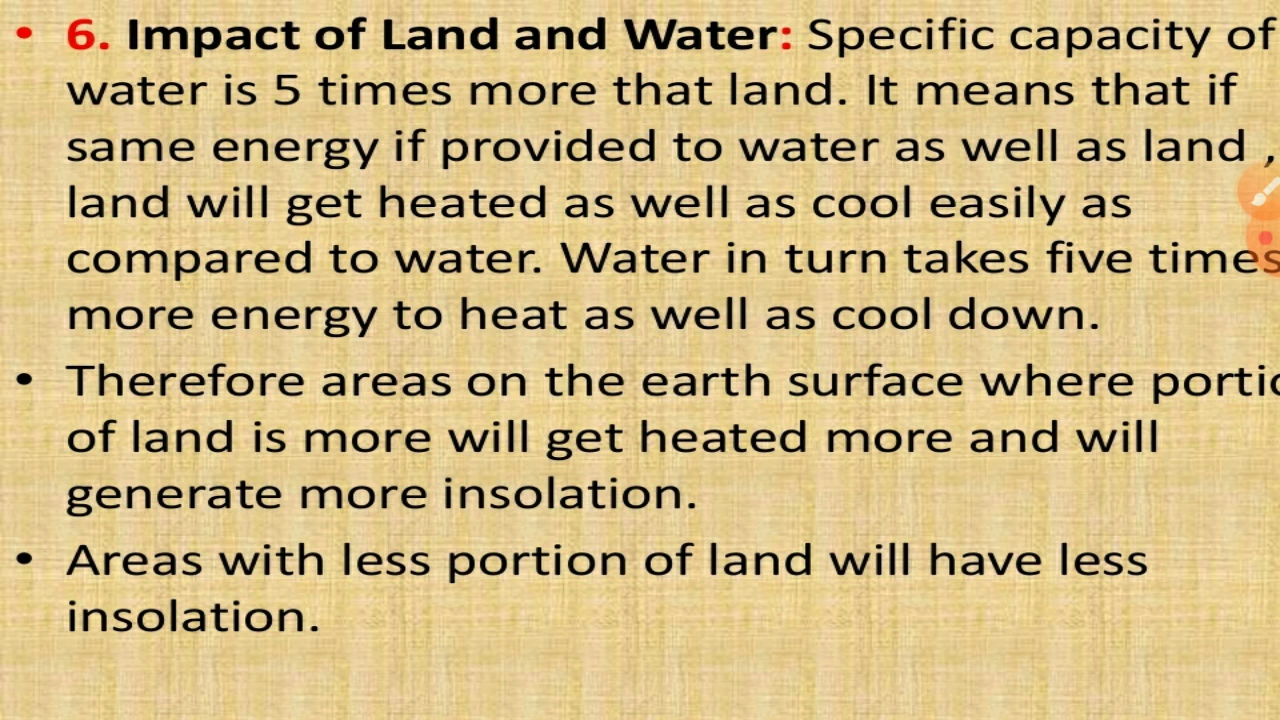 • 6. Impact of Land and Water: Specific capacity of
water is 5 times more that land. It means that if
same energy if provided to water as well as land ,
land will get heated as well as cool easily as
compared to water. Water in turn takes five times
more energy to heat as well as cool down.
• Therefore areas on the earth surface where
of land is more will get heated more and will
generate more insolation.
• Areas with less portion of land will have less
insolation.